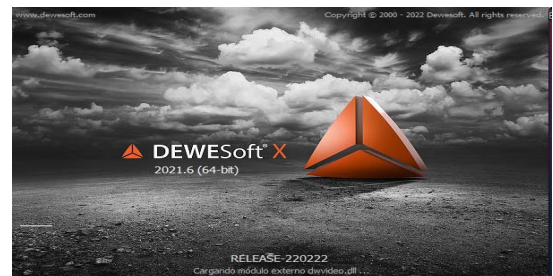 www.dewesoft.com
Copyright © 2000 - 2022 Dewesoft. All rights reserved.
DEWESoft® X
2021.6 (64-bit)
RELEASE-220222
Cargando módulo externo dwvideo.dll ...